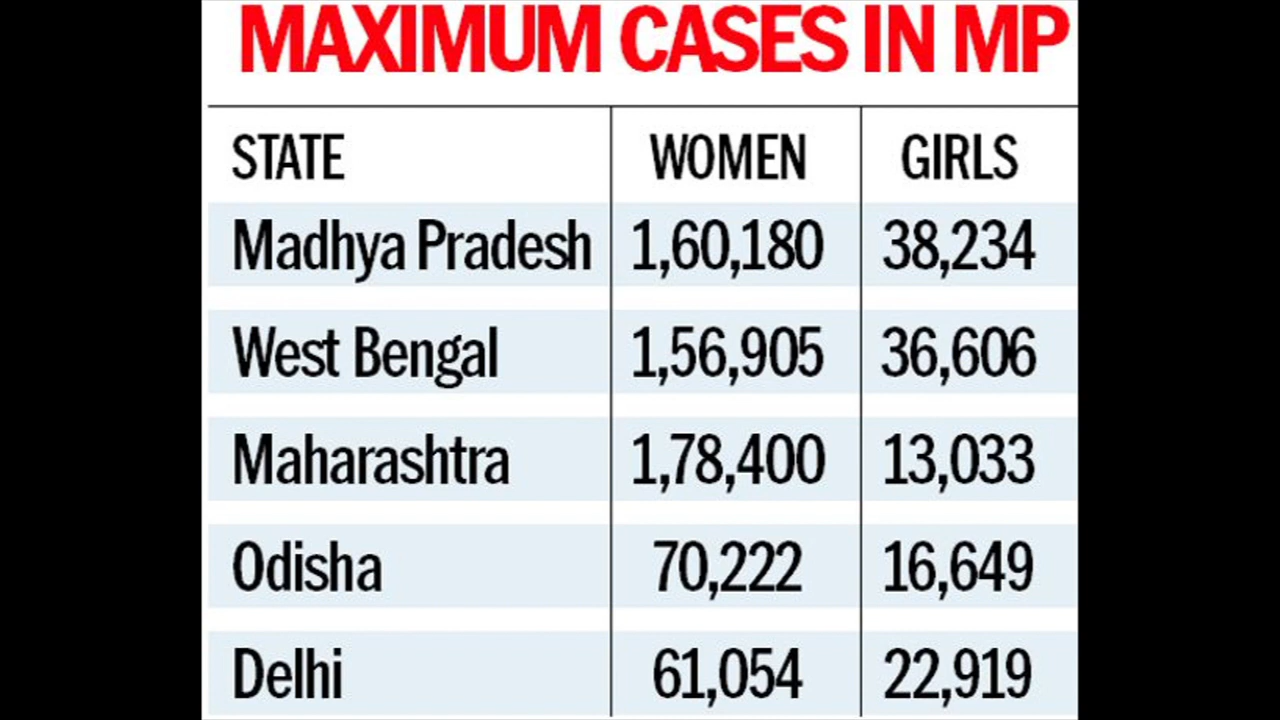 MAXIMUM CASES IN MP
STATE WOMEN GIRLS
Madhya Pradesh 1,60,180 38,234
West Bengal 1,56,905 36,606
Maharashtra 1,78,400 13,033
Odisha 70,222 16,649
Delhi 61,054 22,919